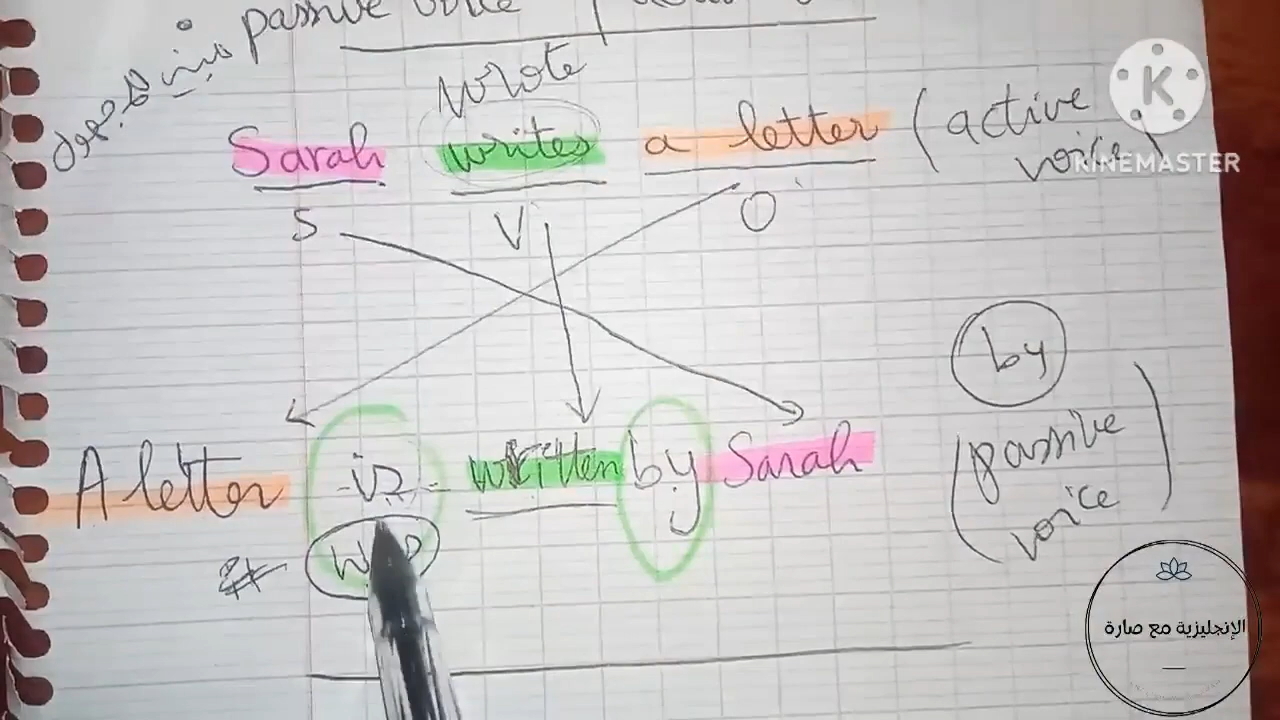 passive voice
مبني للمجهول
wrote
Sarah writes a letter (active voice)
S V O
by
A letter is written by Sarah (passive voice)
K
KINEMASTER
الإنجليزية مع صارة